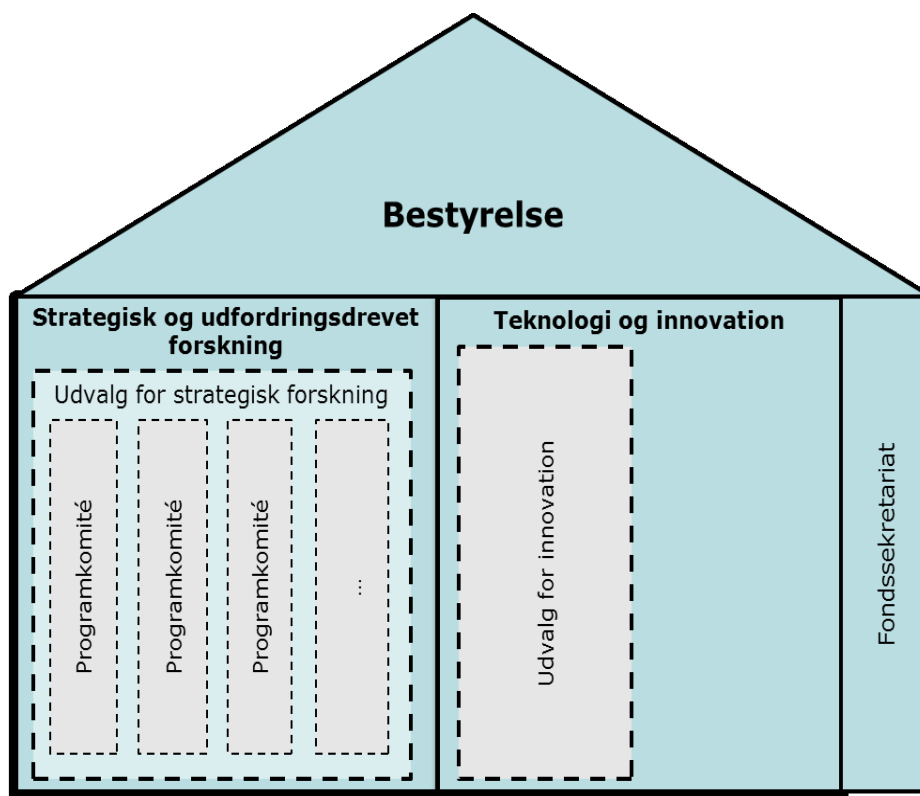 Bestyrelse
Strategisk og udfordringsdrevet
forskning
Udvalg for strategisk forskning
Programkomité
Programkomité
Programkomité
...
Teknologi og innovation
Udvalg for innovation
Fondssekretariat